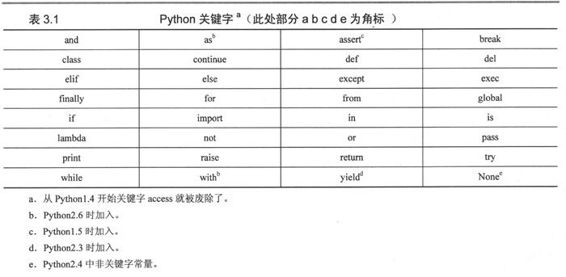 表 3.1 Python 关键字 a（此处部分 a b c d e 为角标 ）
and as b assert c break
class continue def del
elif else except exec
finally for from global
if import in is
lambda not or pass
print raise return try
while with b yield d None e
a．从 Python1.4 开始关键字 access 就被废除了。
b．Python2.6 时加入。
c．Python1.5 时加入。
d．Python2.3 时加入。
e．Python2.4 中非关键字常量。